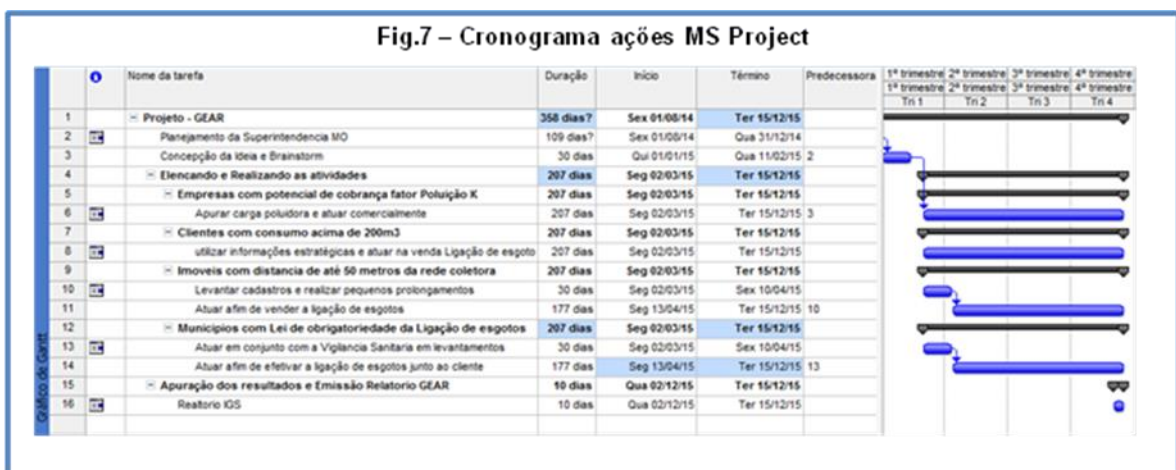 Fig.7 – Cronograma ações MS Project
Nome da tarefa Duração Início Término Predecessora 1º trimestre 2º trimestre 3º trimestre 4º trimestre
1º trimestre 2º trimestre 3º trimestre 4º trimestre
Tri 1 Tri 2 Tri 3 Tri 4
1 Projeto - GEAR 358 dias? Sex 01/08/14 Ter 15/12/15
2 Planejamento da Superintendencia MO 109 dias? Sex 01/08/14 Qua 31/12/14
3 Concepção da ideia e Brainstorm 30 dias Qui 01/01/15 Qua 11/02/15 2
4 Elencando e Realizando as atividades 207 dias Seg 02/03/15 Ter 15/12/15
5 Empresas com potencial de cobrança fator Poluição K 207 dias Seg 02/03/15 Ter 15/12/15
6 Apurar carga poluidora e atuar comercialmente 207 dias Seg 02/03/15 Ter 15/12/15 3
7 Clientes com consumo acima de 200m3 207 dias Seg 02/03/15 Ter 15/12/15
8 utilizar informações estratégicas e atuar na venda Ligação de esgoto 207 dias Seg 02/03/15 Ter 15/12/15
9 Imoveis com distancia de até 50 metros da rede coletora 207 dias Seg 02/03/15 Ter 15/12/15
10 Levantar cadastros e realizar pequenos prolongamentos 30 dias Seg 02/03/15 Sex 10/04/15
11 Atuar afim de vender a ligação de esgotos 177 dias Seg 13/04/15 Ter 15/12/15 10
12 Municipios com Lei de obrigatoriedade da Ligação de esgotos 207 dias Seg 02/03/15 Ter 15/12/15
13 Atuar em conjunto com a Vigilancia Sanitaria em levantamentos 30 dias Seg 02/03/15 Sex 10/04/15
14 Atuar afim de efetivar a ligação de esgotos junto ao cliente 177 dias Seg 13/04/15 Ter 15/12/15 13
15 Apuração dos resultados e Emissão Relatorio GEAR 10 dias Qua 02/12/15 Ter 15/12/15
16 Realtorio IGS 10 dias Qua 02/12/15 Ter 15/12/15
Gráfico de Gantt